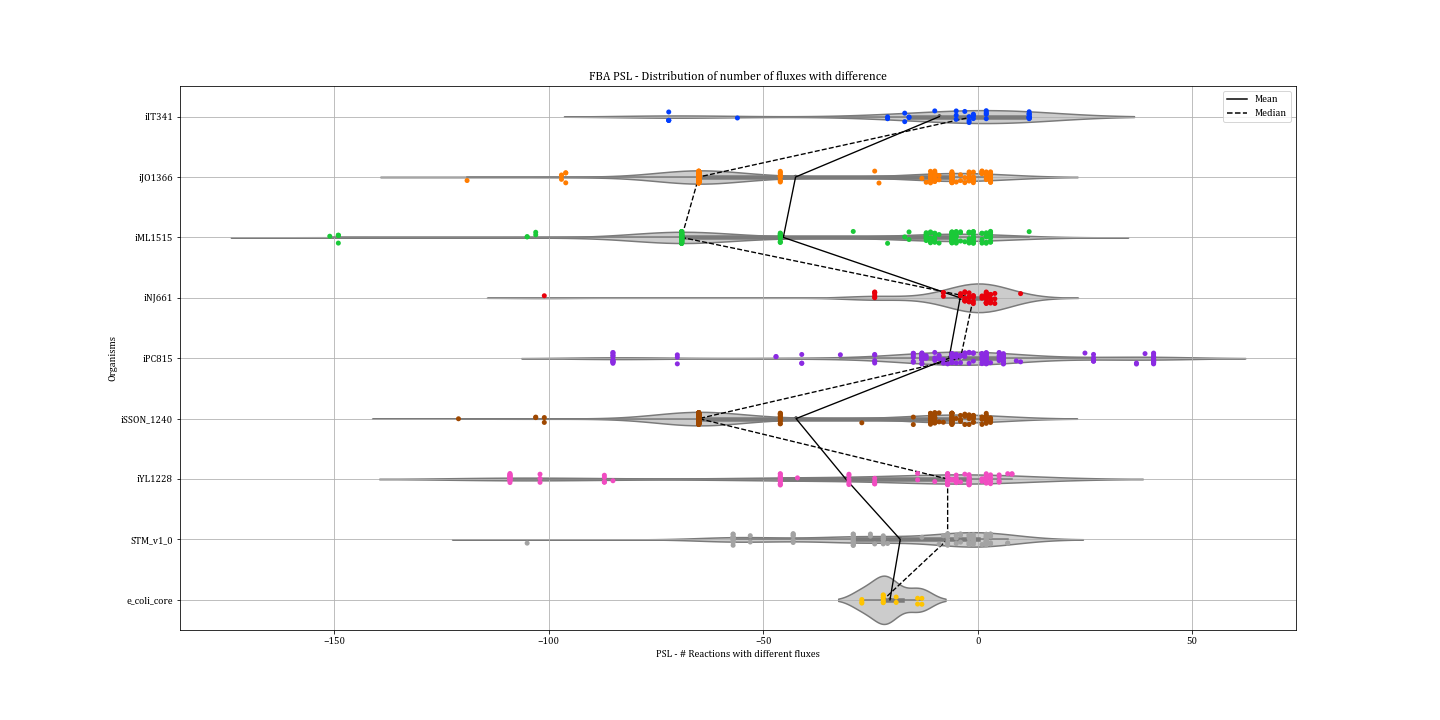 FBA PSL - Distribution of number of fluxes with difference
Mean
Median
Organisms
iIT341
iJO1366
iML1515
iNJ661
iPC815
iSSON_1240
iYL1228
STM_v1_0
e_coli_core
−150
−100
−50
0
50
PSL - # Reactions with different fluxes